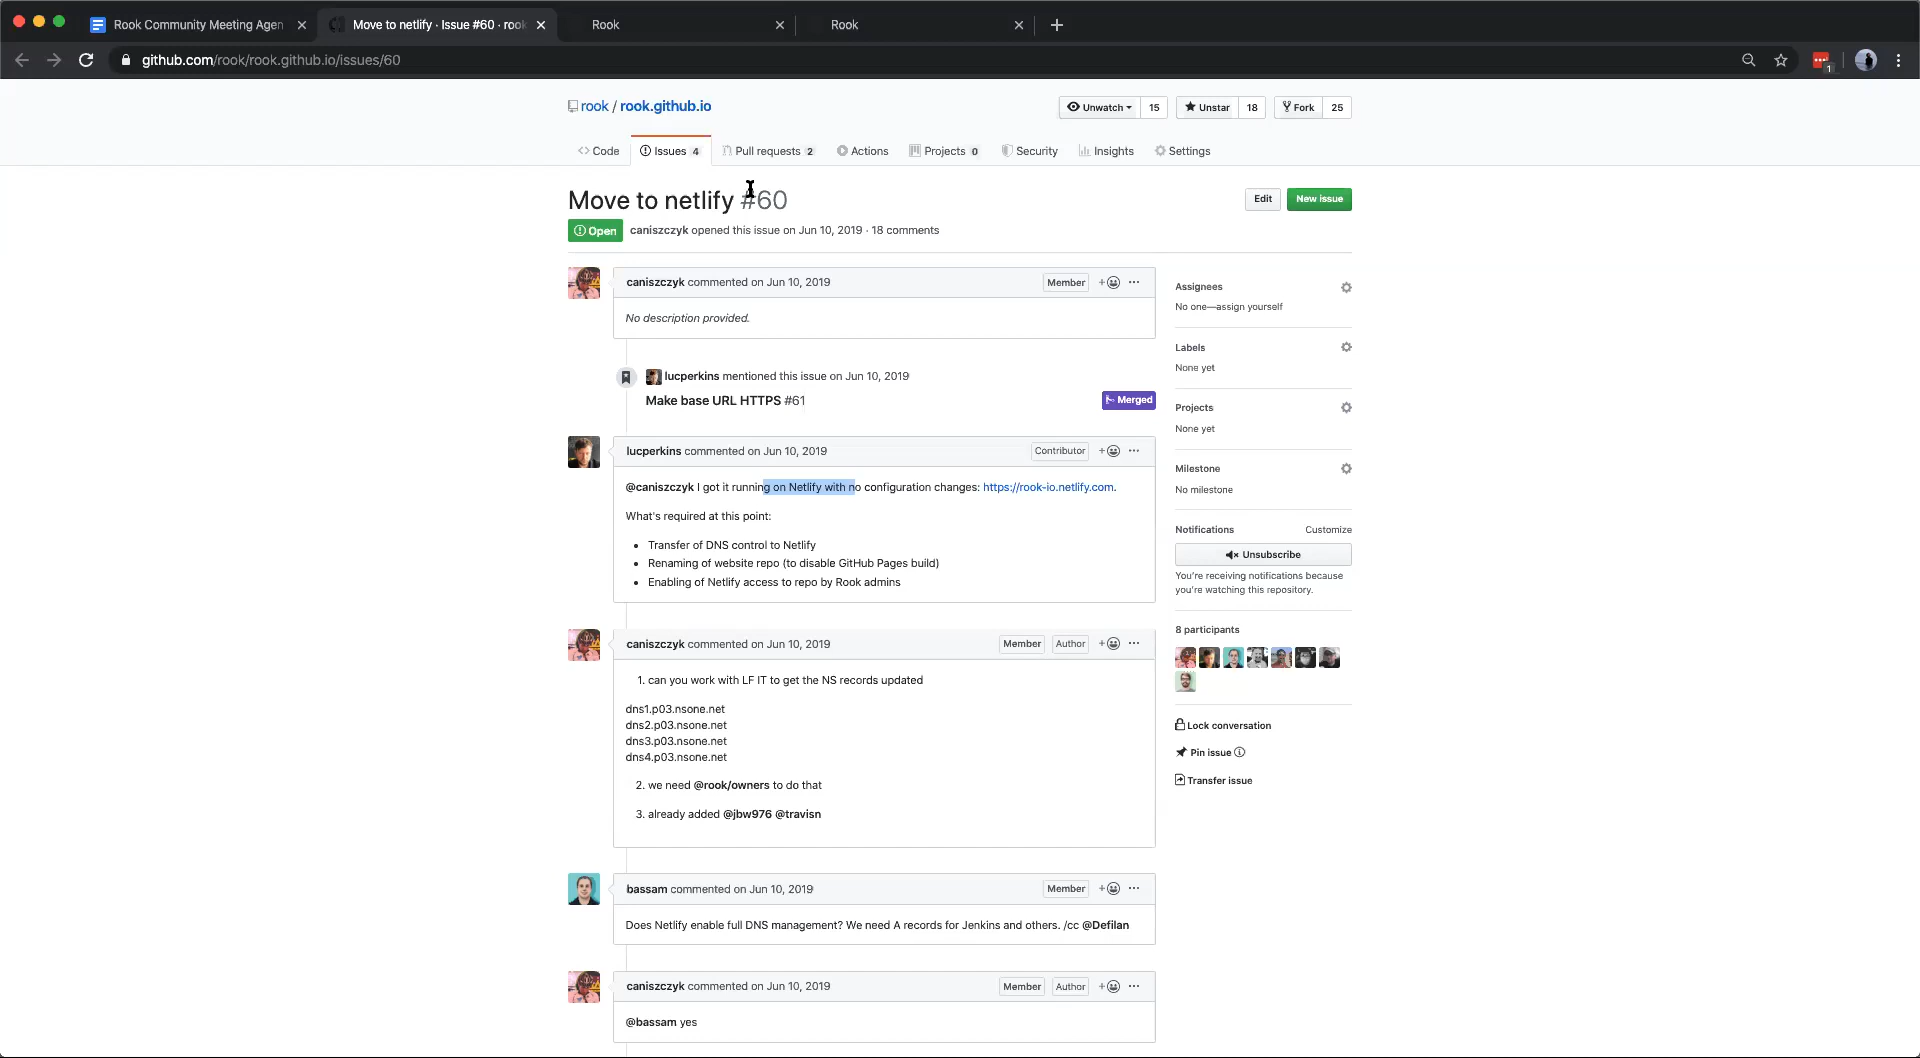 Rook Community Meeting Agen
Move to netlify · Issue #60 · rook
Rook
Rook
github.com/rook/rook.github.io/issues/60
1
rook / rook.github.io
Unwatch 15
Unstar 18
Fork 25
Code
Issues 4
Pull requests 2
Actions
Projects 0
Security
Insights
Settings
Move to netlify #60
Edit
New issue
Open
caniszczyk opened this issue on Jun 10, 2019 · 18 comments
caniszczyk commented on Jun 10, 2019
Member
No description provided.
lucperkins mentioned this issue on Jun 10, 2019
Make base URL HTTPS #61
Merged
lucperkins commented on Jun 10, 2019
Contributor
@caniszczyk I got it running on Netlify with no configuration changes: https://rook-io.netlify.com.
What's required at this point:
• Transfer of DNS control to Netlify
• Renaming of website repo (to disable GitHub Pages build)
• Enabling of Netlify access to repo by Rook admins
caniszczyk commented on Jun 10, 2019
Member
Author
1. can you work with LF IT to get the NS records updated
dns1.p03.nsone.net
dns2.p03.nsone.net
dns3.p03.nsone.net
dns4.p03.nsone.net
2. we need @rook/owners to do that
3. already added @jbw976 @travisn
bassam commented on Jun 10, 2019
Member
Does Netlify enable full DNS management? We need A records for Jenkins and others. /cc @Defilan
caniszczyk commented on Jun 10, 2019
Member
Author
@bassam yes
Assignees
No one—assign yourself
Labels
None yet
Projects
None yet
Milestone
No milestone
Notifications
Customize
Unsubscribe
You're receiving notifications because
you're watching this repository.
8 participants
Lock conversation
Pin issue
Transfer issue